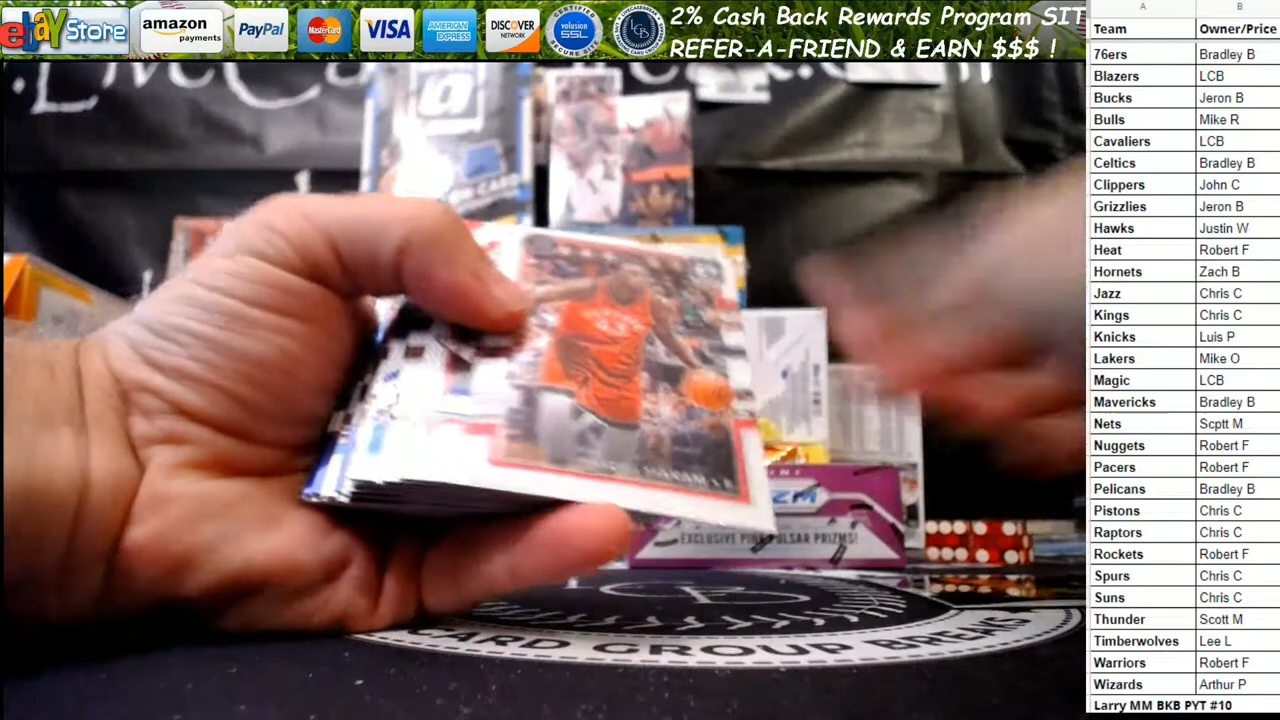 ebay Store
amazon payments
PayPal
MasterCard
VISA
AMERICAN EXPRESS
DISCOVER NETWORK
CERTIFIED
volusion
SSL
SECURE SITE
LCB
2% Cash Back Rewards Program SIT
REFER-A-FRIEND & EARN $$$ !
A B
Team Owner/Price
76ers Bradley B
Blazers LCB
Bucks Jeron B
Bulls Mike R
Cavaliers LCB
Celtics Bradley B
Clippers John C
Grizzlies Jeron B
Hawks Justin W
Heat Robert F
Hornets Zach B
Jazz Chris C
Kings Chris C
Knicks Luis P
Lakers Mike O
Magic LCB
Mavericks Bradley B
Nets Scptt M
Nuggets Robert F
Pacers Robert F
Pelicans Bradley B
Pistons Chris C
Raptors Chris C
Rockets Robert F
Spurs Chris C
Suns Chris C
Thunder Scott M
Timberwolves Lee L
Warriors Robert F
Wizards Arthur P
Larry MM BKB PYT #10
EXCLUSIVE PINK PULSAR PRIZMS!
CARD GROUP BREAKS